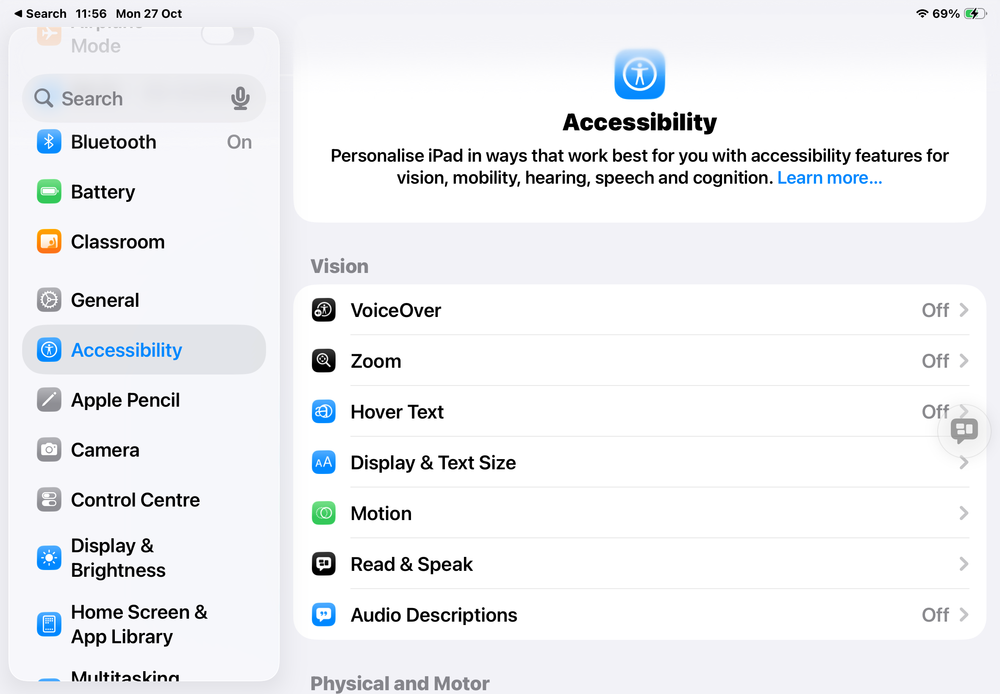 Search 11:56 Mon 27 Oct
69%
Airplane
Mode
Search
Bluetooth On
Battery
Classroom
General
Accessibility
Apple Pencil
Camera
Control Centre
Display &
Brightness
Home Screen &
App Library
Multitasking
Accessibility
Personalise iPad in ways that work best for you with accessibility features for
vision, mobility, hearing, speech and cognition. Learn more...
Vision
VoiceOver Off
Zoom Off
Hover Text Off
AA Display & Text Size
Motion
Read & Speak
Audio Descriptions Off
Physical and Motor